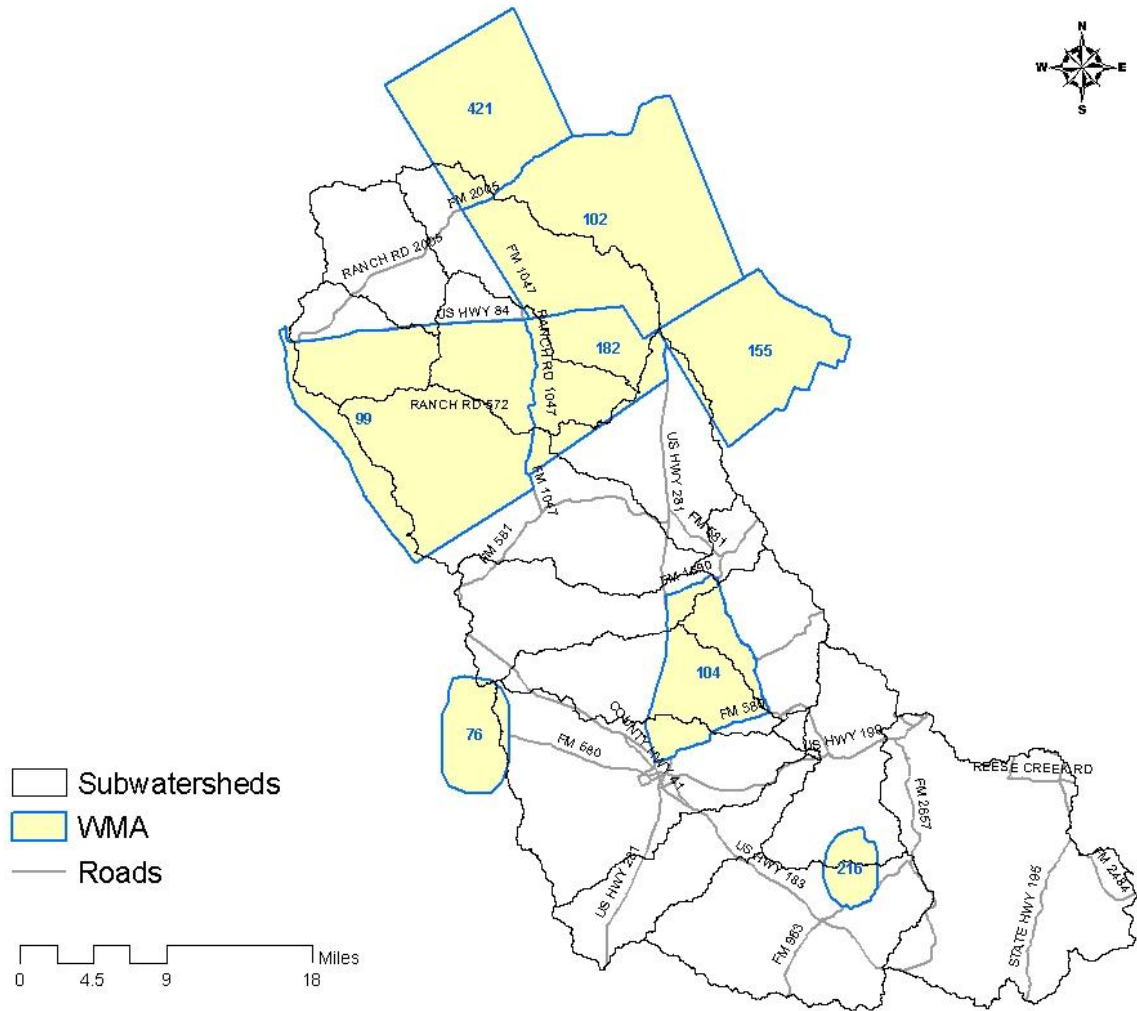 N
W E
S
421
FM 2005
102
RANCH RD 2005
FM 1047
US HWY 84
RANCH RD 1047
182
155
RANCH RD 572
99
US HWY 281
FM 1047
FM 581
FM 581
FM 1690
104
FM 580
COUNTY HWY 41
76
FM 580
US HWY 190
REESE CREEK RD
FM 2657
Subwatersheds
WMA
Roads
US HWY 281
US HWY 183
216
FM 2484
STATE HWY 195
FM 963
Miles
0 4.5 9 18